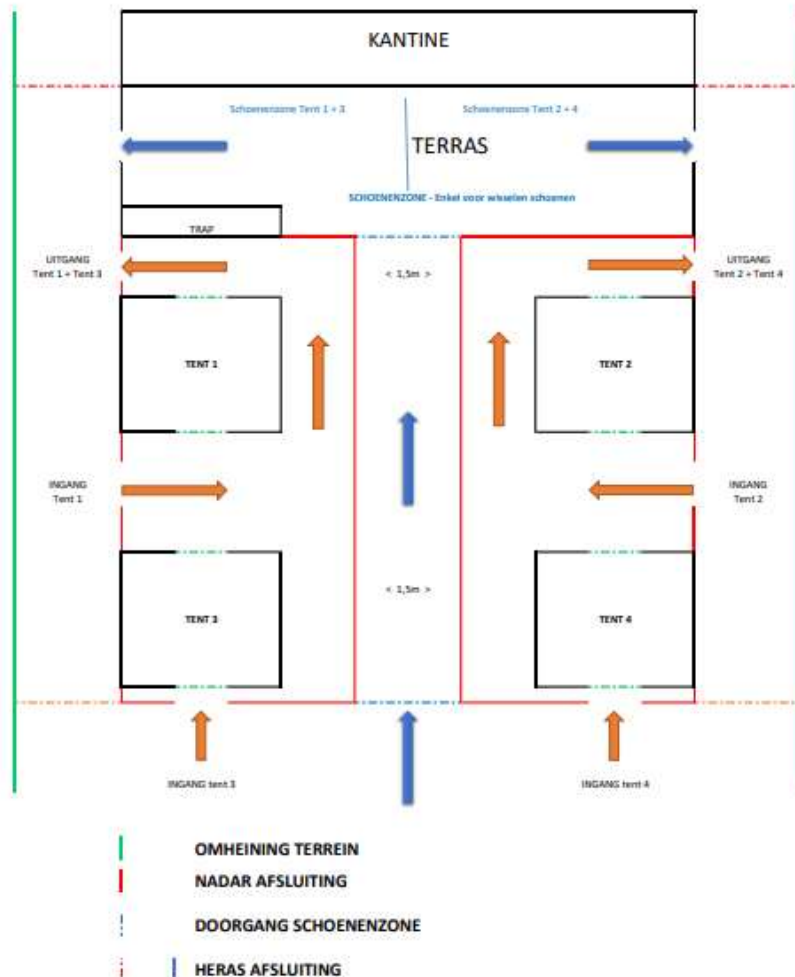 KANTINE
Schoenenzone Tent 1 + 3
Schoenenzone Tent 2 + 4
TERRAS
SCHOENENZONE - Enkel voor wisselen schoenen
TRAP
UITGANG
Tent 1 + Tent 3
< 1,5m >
UITGANG
Tent 2 + Tent 4
TENT 1
TENT 2
INGANG
Tent 1
INGANG
Tent 2
< 1,5m >
TENT 3
TENT 4
INGANG tent 3
INGANG tent 4
OMHEINING TERREIN
NADAR AFSLUITING
DOORGANG SCHOENENZONE
HERAS AFSLUITING